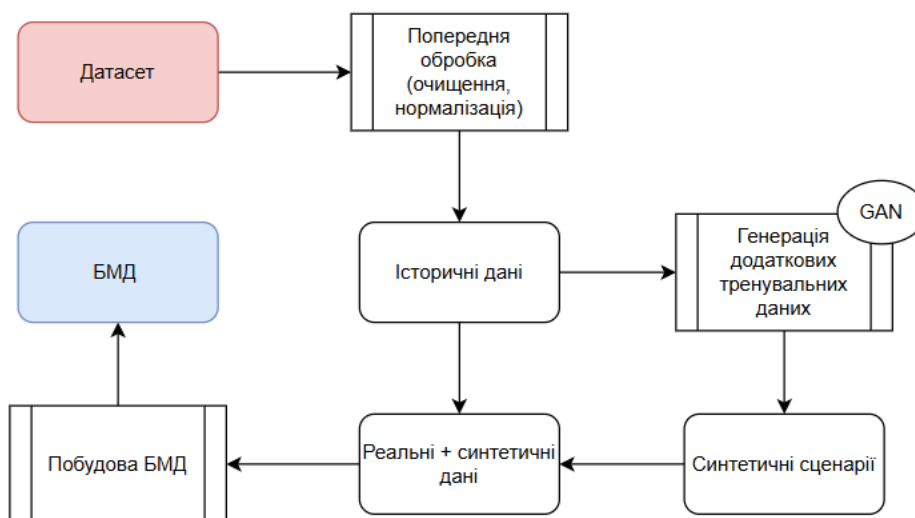 Датасет
Попередня
обробка
(очищення,
нормалізація)
GAN
БМД
Історичні дані
Генерація
додаткових
тренувальних
даних
Побудова БМД
Реальні + синтетичні
дані
Синтетичні сценарії